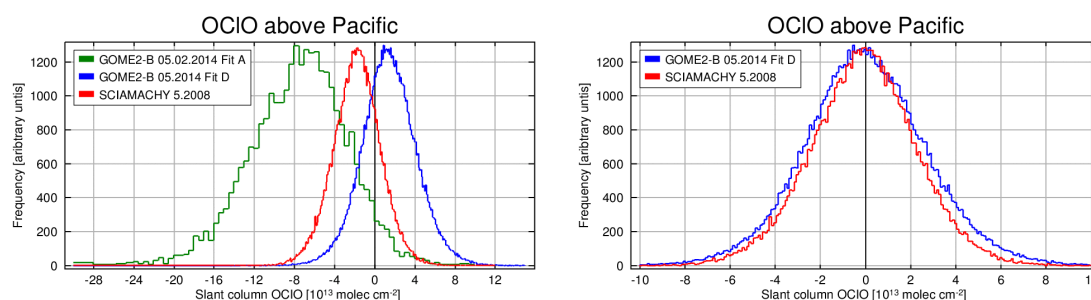 OClO above Pacific
GOME2-B 05.02.2014 Fit A
GOME2-B 05.2014 Fit D
SCIAMACHY 5.2008
Frequency [aribtrary untis]
1200
1000
800
600
400
200
0
-28 -24 -20 -16 -12 -8 -4 0 4 8 12
Slant column OClO [10¹³ molec cm⁻²]
OClO above Pacific
GOME2-B 05.2014 Fit D
SCIAMACHY 5.2008
Frequency [aribtrary untis]
1200
1000
800
600
400
200
0
-10 -8 -6 -4 -2 0 2 4 6 8 10
Slant column OClO [10¹³ molec cm⁻²]